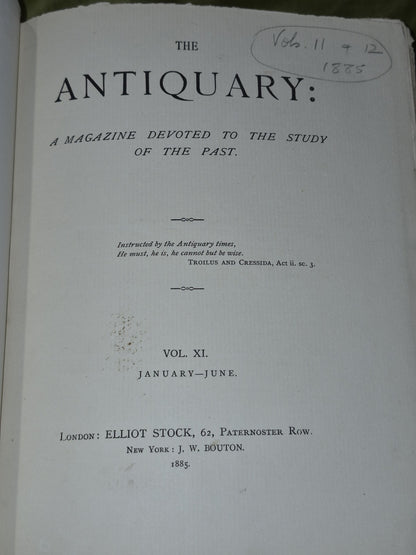 THE
Vols. 11 & 12
1885
ANTIQUARY:
A MAGAZINE DEVOTED TO THE STUDY
OF THE PAST.
Instructed by the Antiquary times,
He must, he is, he cannot but be wise.
TROILUS AND CRESSIDA, Act ii. sc. 3.
VOL. XI.
JANUARY—JUNE.
LONDON: ELLIOT STOCK, 62, PATERNOSTER ROW.
NEW YORK: J. W. BOUTON.
1885.